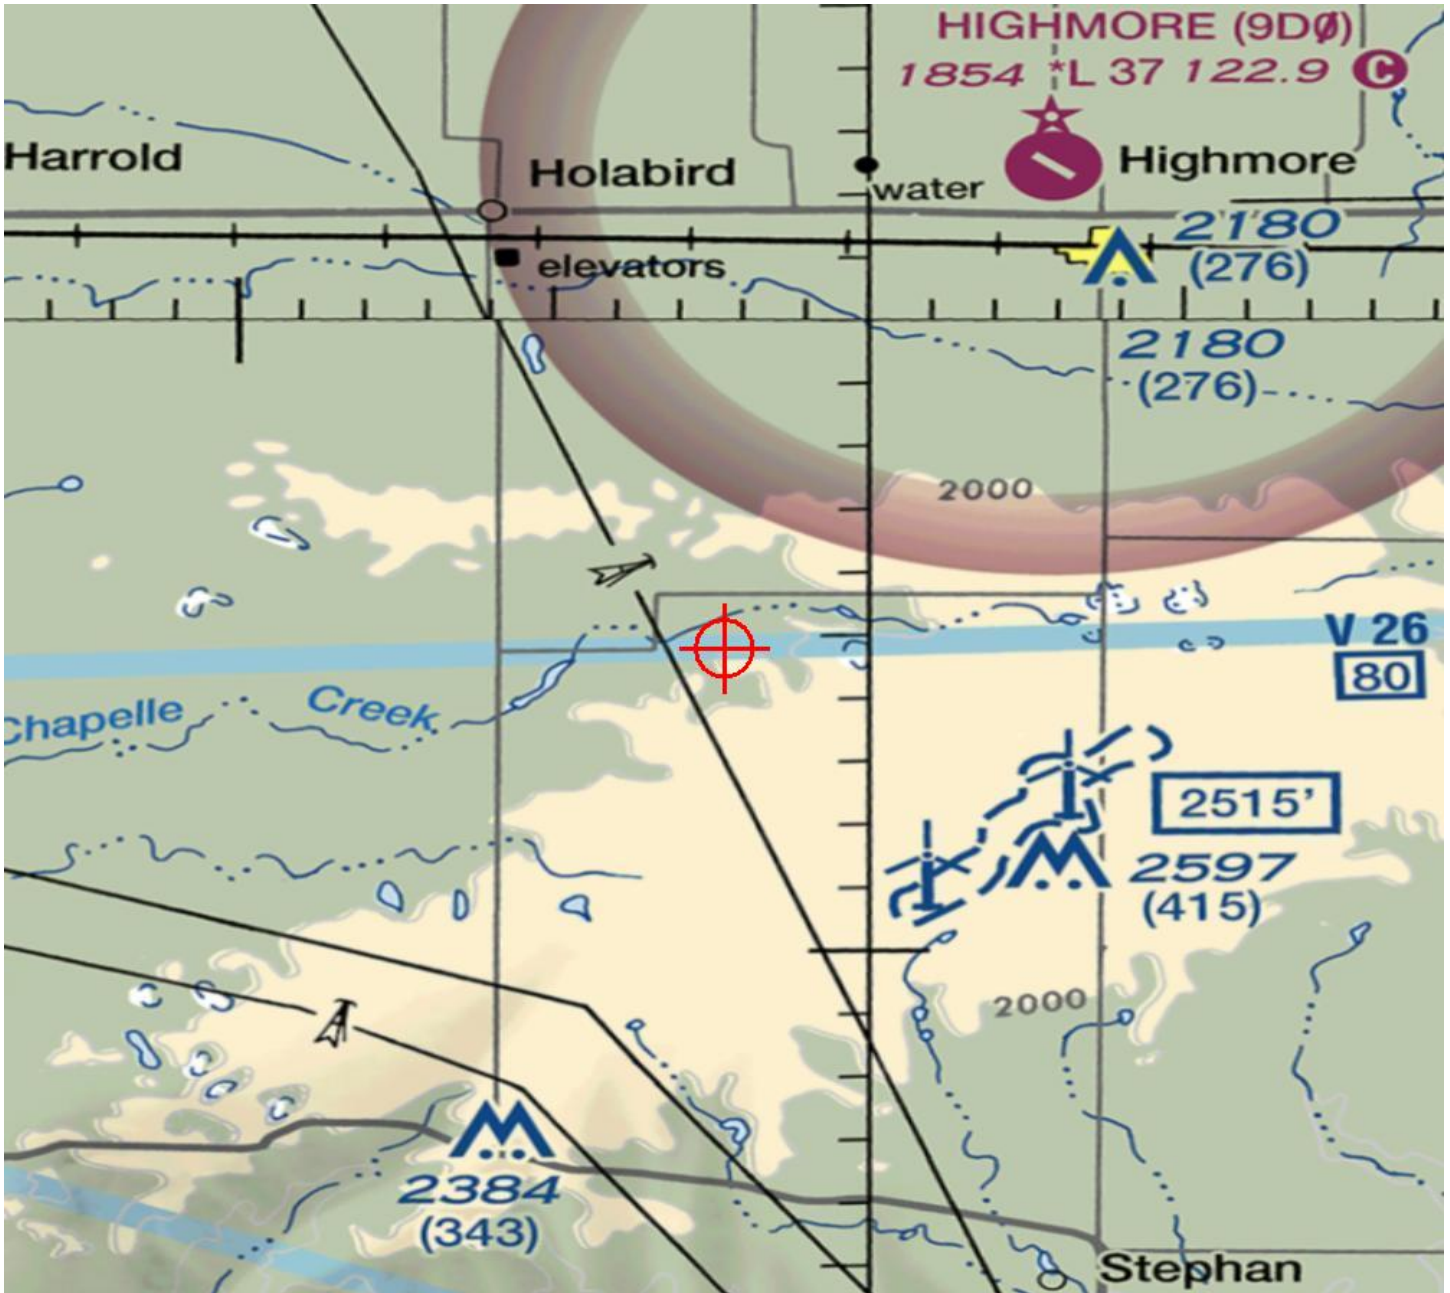 HIGHMORE (9DØ)
1854 *L 37 122.9 C
Harrold
Holabird
water
Highmore
2180
(276)
elevators
2180
(276)
2000
V 26
80
Chapelle Creek
2515’
2597
(415)
2000
2384
(343)
Stephan